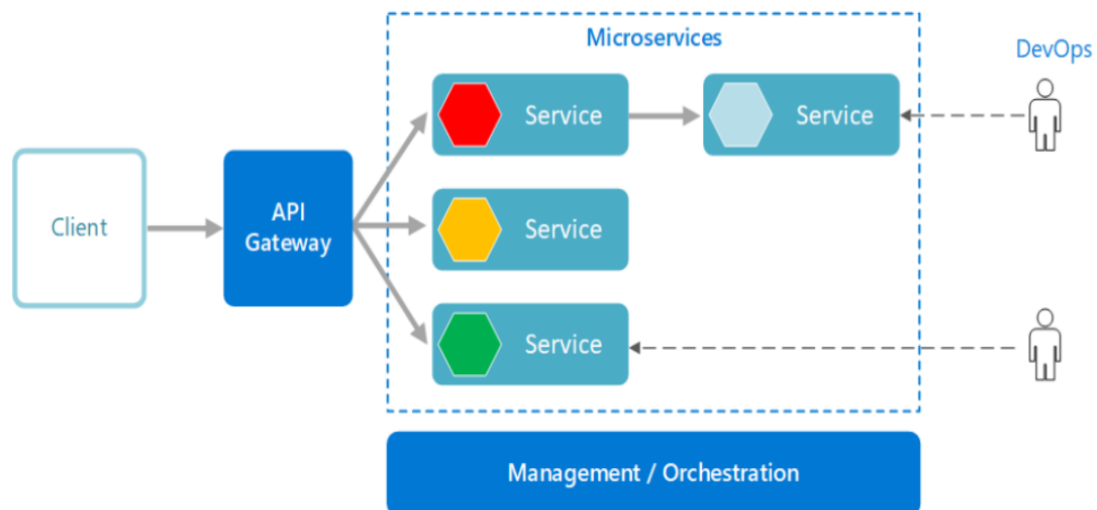 Microservices
DevOps
Service
Service
Client
API
Gateway
Service
Service
Management / Orchestration